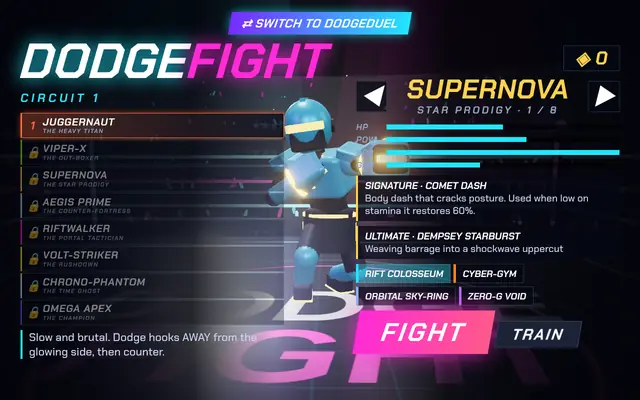 ⇄ SWITCH TO DODGEDUEL
DODGEFIGHT
0
CIRCUIT 1
SUPERNOVA
STAR PRODIGY · 1 / 8
1 JUGGERNAUT
THE HEAVY TITAN
VIPER-X
THE OUT-BOXER
SUPERNOVA
THE STAR PRODIGY
AEGIS PRIME
THE COUNTER-FORTRESS
RIFTWALKER
THE PORTAL TACTICIAN
VOLT-STRIKER
THE RUSHDOWN
CHRONO-PHANTOM
THE TIME GHOST
OMEGA APEX
THE CHAMPION
Slow and brutal. Dodge hooks AWAY from the
glowing side, then counter.
HP
SIGNATURE · COMET DASH
Body dash that cracks posture. Used when low on
stamina it restores 60%.
ULTIMATE · DEMPSEY STARBURST
Weaving barrage into a shockwave uppercut
RIFT COLOSSEUM
CYBER-GYM
ORBITAL SKY-RING
ZERO-G VOID
FIGHT
TRAIN